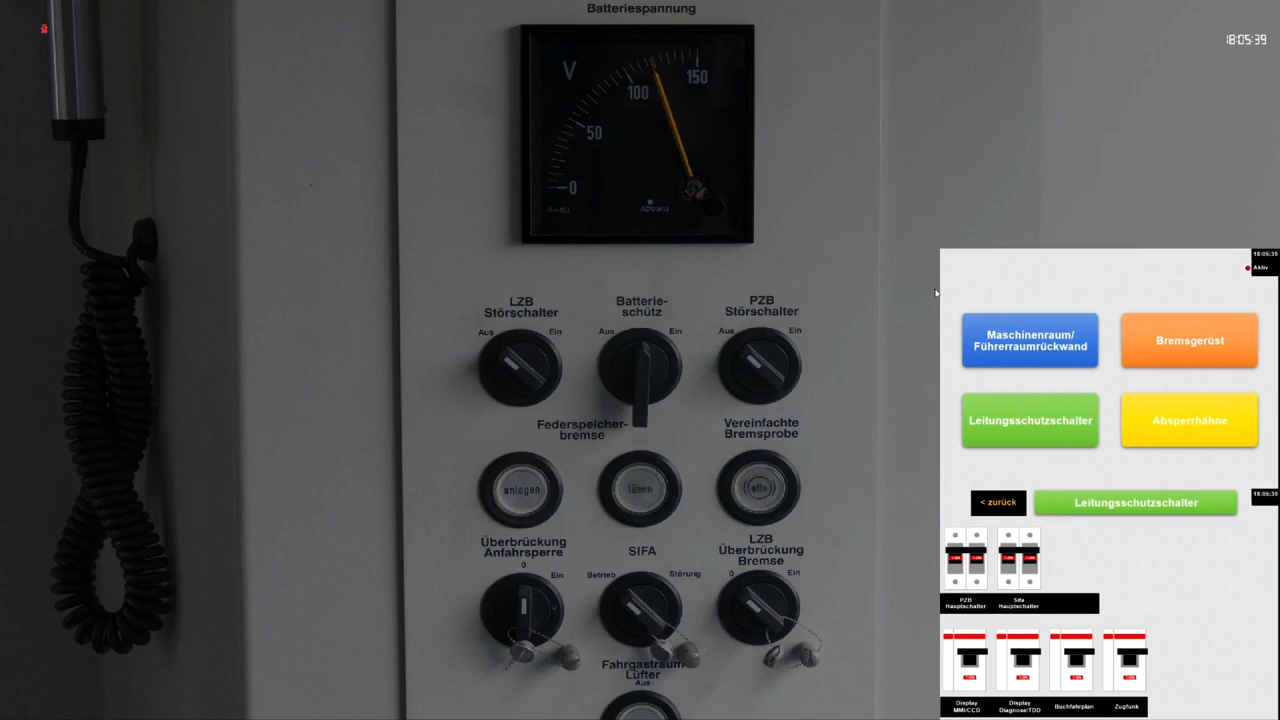 Batteriespannung
18:05:39
V
150
100
50
0
ADtranz
LZB
Störschalter
Aus
Ein
Batterie-
schütz
Aus
Ein
PZB
Störschalter
Aus
Ein
Federspeicher-
bremse
Vereinfachte
Bremsprobe
anlegen
lösen
Überbrückung
Anfahrsperre
0
Ein
SIFA
Betrieb
Störung
LZB
Überbrückung
Bremse
0
Ein
Fahrgastraum
Lüfter
Aus
18:05:39
Aktiv
Maschinenraum/
Führerraumrückwand
Bremsgerüst
Leitungsschutzschalter
Absperrhähne
18:05:39
< zurück
Leitungsschutzschalter
PZB
Hauptschalter
Sifa
Hauptschalter
Display
MMI/CCD
Display
Diagnose/TDD
Buchfahrplan
Zugfunk